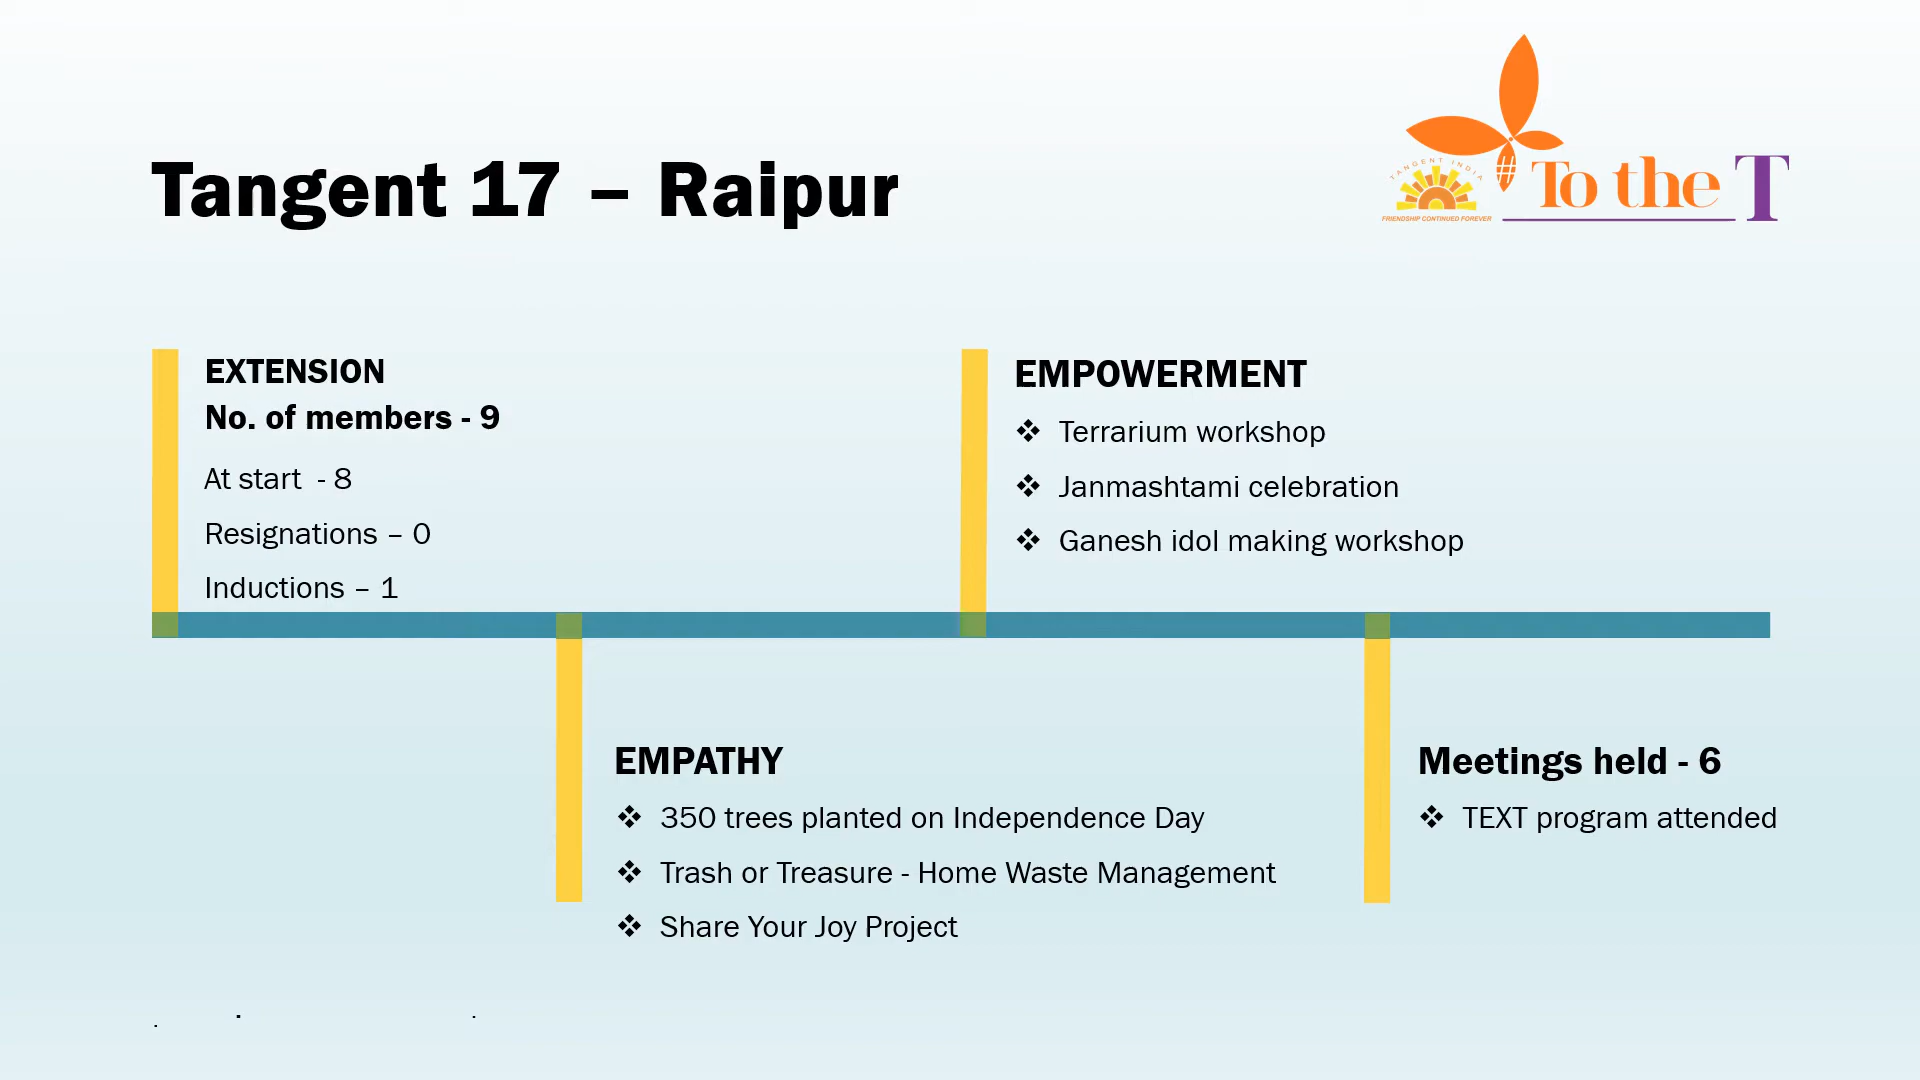 Tangent 17 – Raipur
TANGENT INDIA
FRIENDSHIP CONTINUED FOREVER
# To the T
EXTENSION
No. of members - 9
At start - 8
Resignations – 0
Inductions – 1
EMPOWERMENT
❖ Terrarium workshop
❖ Janmashtami celebration
❖ Ganesh idol making workshop
EMPATHY
❖ 350 trees planted on Independence Day
❖ Trash or Treasure - Home Waste Management
❖ Share Your Joy Project
Meetings held - 6
❖ TEXT program attended